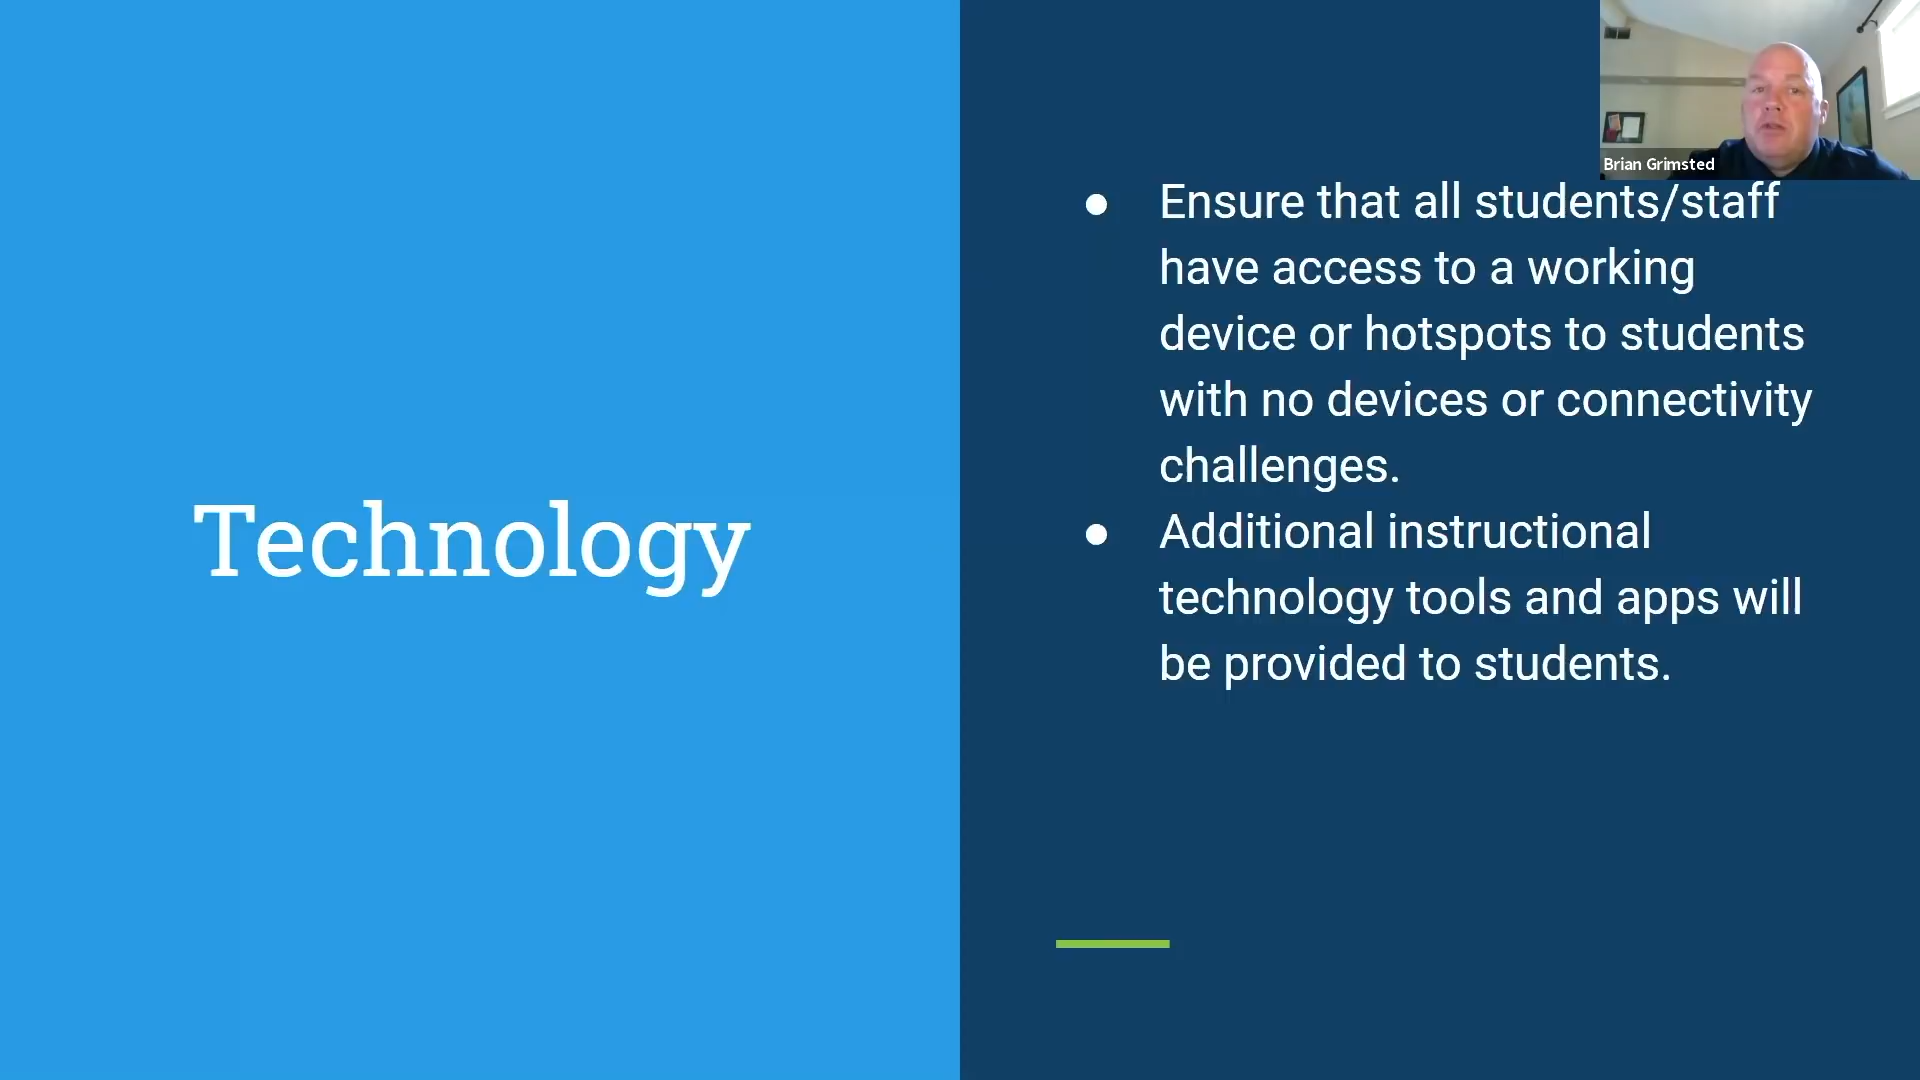 Brian Grimsted
Technology
● Ensure that all students/staff
have access to a working
device or hotspots to students
with no devices or connectivity
challenges.
● Additional instructional
technology tools and apps will
be provided to students.